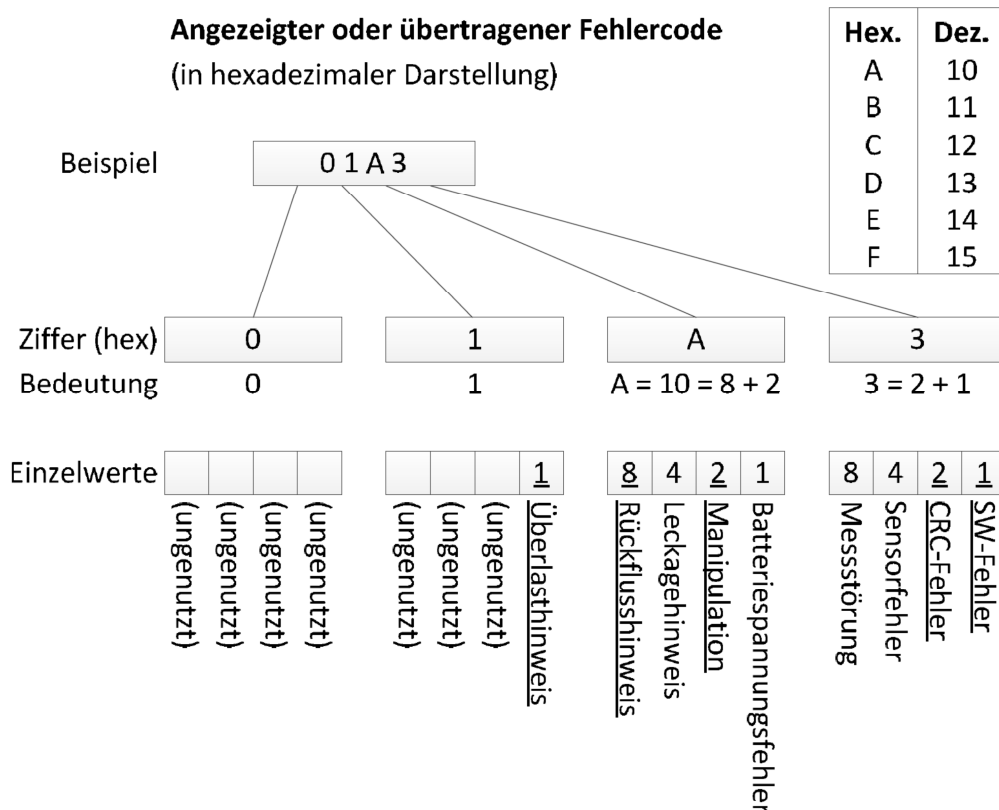 Angezeigter oder übertragener Fehlercode
(in hexadezimaler Darstellung)
Hex. Dez.
A 10
B 11
C 12
D 13
E 14
F 15
Beispiel 0 1 A 3
Ziffer (hex) 0 1 A 3
Bedeutung 0 1 A = 10 = 8 + 2 3 = 2 + 1
Einzelwerte 1 8 4 2 1 8 4 2 1
(ungenutzt)
(ungenutzt)
(ungenutzt)
(ungenutzt)
(ungenutzt)
(ungenutzt)
(ungenutzt)
Überlasthinweis
Rückflusshinweis
Leckagehinweis
Manipulation
Batteriespannungsfehler
Messstörung
Sensorfehler
CRC-Fehler
SW-Fehler